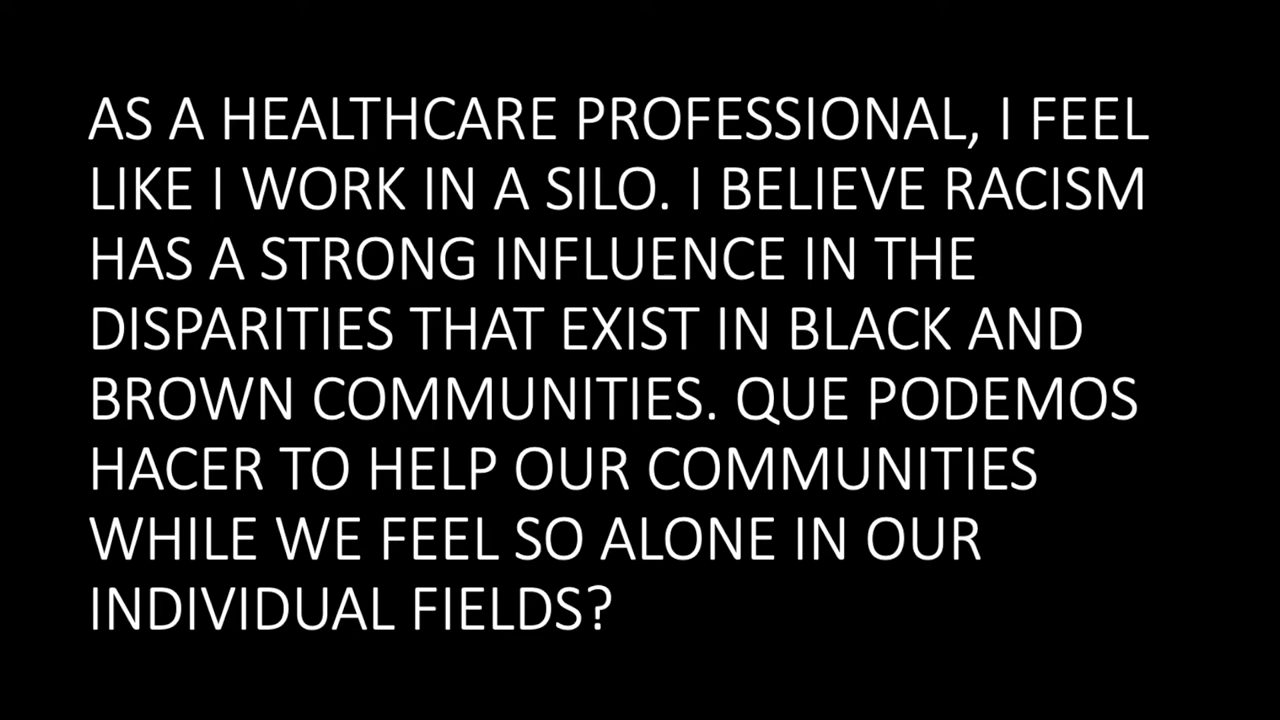 AS A HEALTHCARE PROFESSIONAL, I FEEL
LIKE I WORK IN A SILO. I BELIEVE RACISM
HAS A STRONG INFLUENCE IN THE
DISPARITIES THAT EXIST IN BLACK AND
BROWN COMMUNITIES. QUE PODEMOS
HACER TO HELP OUR COMMUNITIES
WHILE WE FEEL SO ALONE IN OUR
INDIVIDUAL FIELDS?